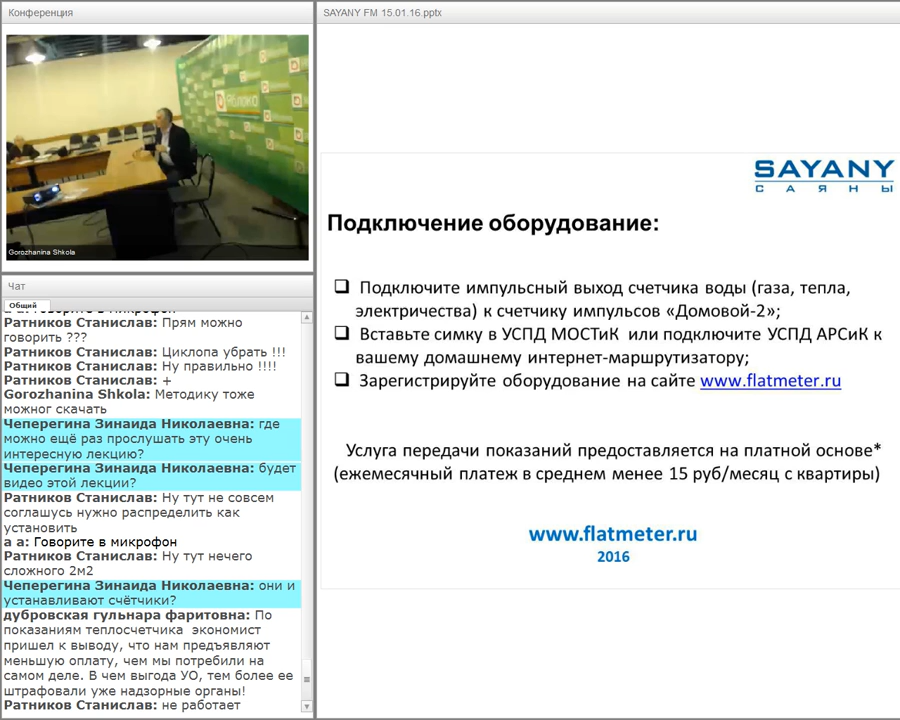 Конференция
Яблоко
Gorozhanina Shkola
Чат
Общий
а а: Говорите в микрофон
Ратников Станислав: Прям можно
говорить ???
Ратников Станислав: Циклопа убрать !!!
Ратников Станислав: Ну правильно !!!!
Ратников Станислав: +
Gorozhanina Shkola: Методику тоже
можног скачать
Чеперегина Зинаида Николаевна: где
можно ещё раз прослушать эту очень
интересную лекцию?
Чеперегина Зинаида Николаевна: будет
видео этой лекции?
Ратников Станислав: Ну тут не совсем
соглашусь нужно распределить как
установить
а а: Говорите в микрофон
Ратников Станислав: Ну тут нечего
сложного 2м2
Чеперегина Зинаида Николаевна: они и
устанавливают счётчики?
дубровская гульнара фаритовна: По
показаниям теплосчетчика экономист
пришел к выводу, что нам предъявляют
меньшую оплату, чем мы потребили на
самом деле. В чем выгода УО, тем более ее
штрафовали уже надзорные органы!
Ратников Станислав: не работает
SAYANY FM 15.01.16.pptx
SAYANY
САЯНЫ
Подключение оборудование:
Подключите импульсный выход счетчика воды (газа, тепла,
электричества) к счетчику импульсов «Домовой-2»;
Вставьте симку в УСПД МОСТиК или подключите УСПД АРСиК к
вашему домашнему интернет-маршрутизатору;
Зарегистрируйте оборудование на сайте www.flatmeter.ru
Услуга передачи показаний предоставляется на платной основе*
(ежемесячный платеж в среднем менее 15 руб/месяц с квартиры)
www.flatmeter.ru
2016